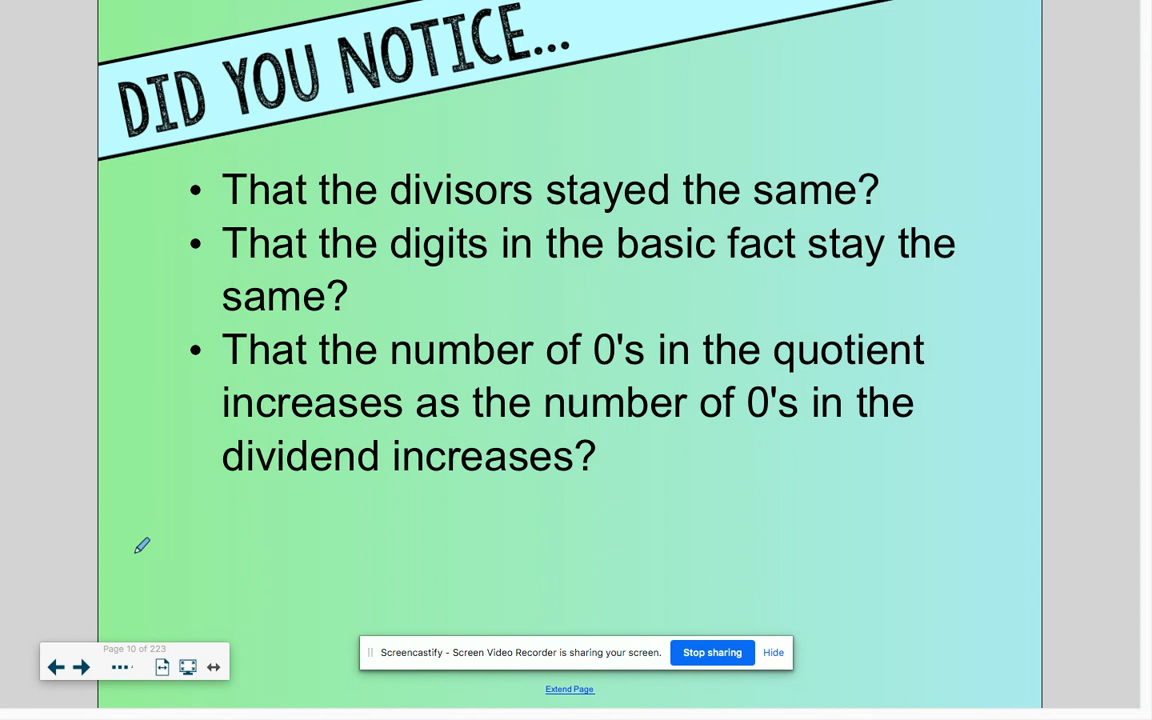 DID YOU NOTICE...
• That the divisors stayed the same?
• That the digits in the basic fact stay the
same?
• That the number of 0's in the quotient
increases as the number of 0's in the
dividend increases?
Page 10 of 223
Screencastify - Screen Video Recorder is sharing your screen.
Stop sharing
Hide
Extend Page